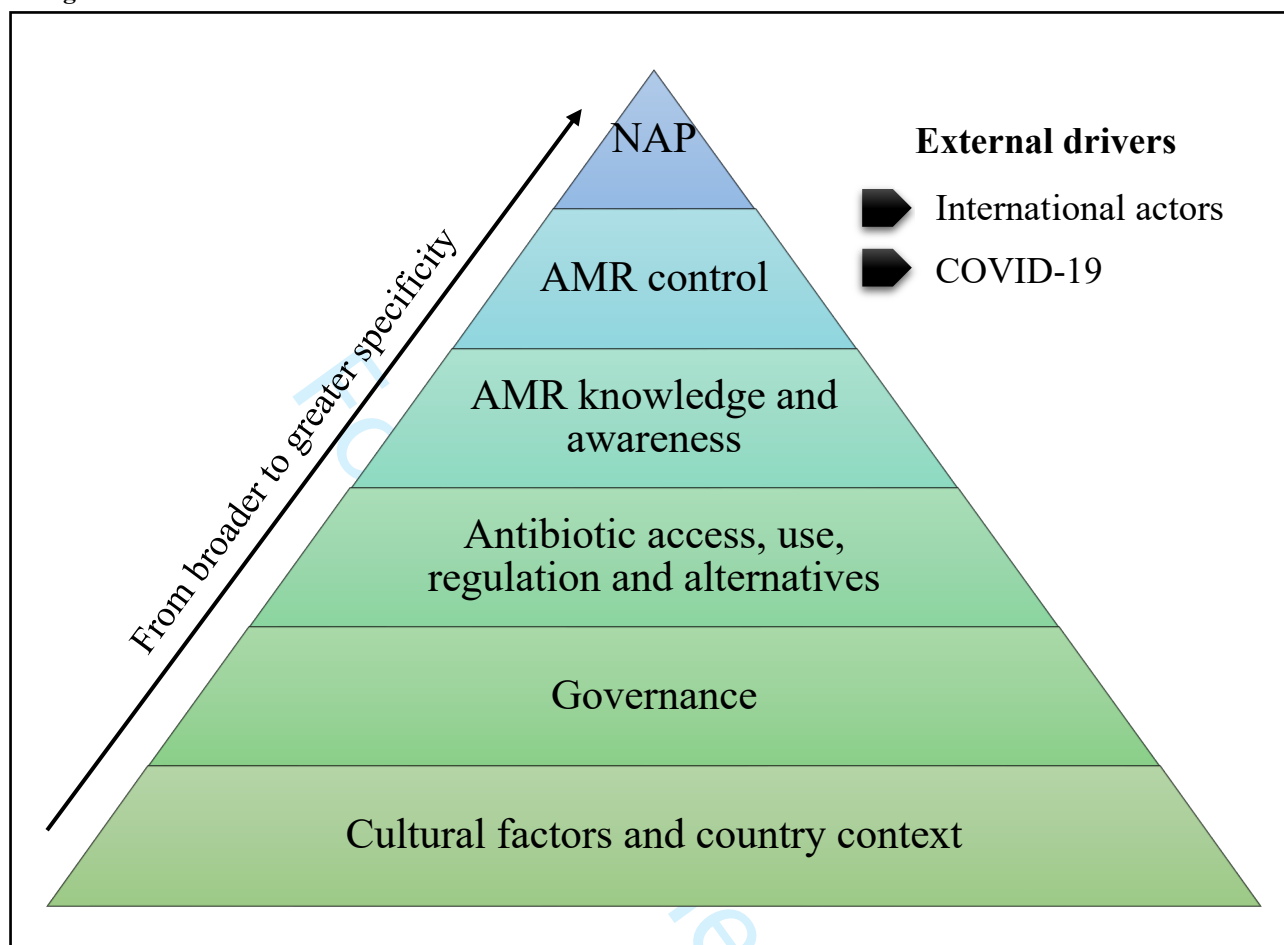 NAP
External drivers
International actors
COVID-19
AMR control
From broader to greater specificity
AMR knowledge and
awareness
Antibiotic access, use,
regulation and alternatives
Governance
Cultural factors and country context